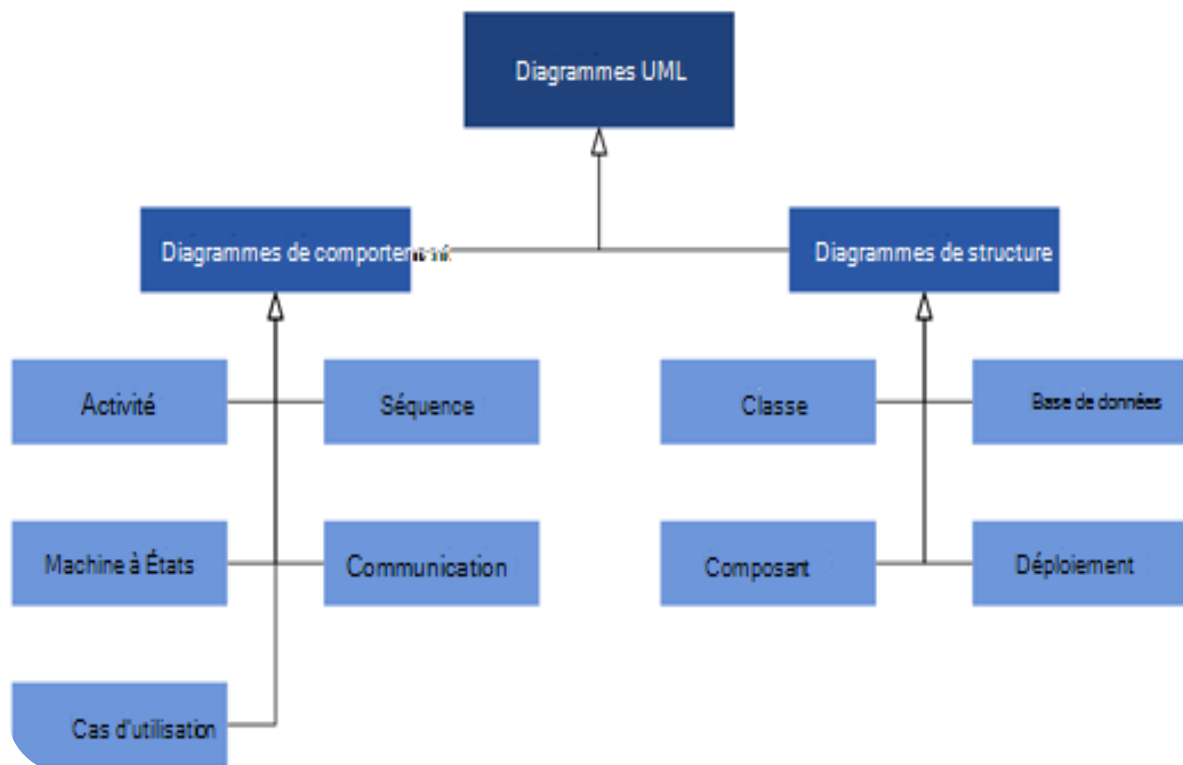 Diagrammes UML
Diagrammes de comportement
Diagrammes de structure
Activité
Séquence
Classe
Base de données
Machine à États
Communication
Composant
Déploiement
Cas d'utilisation